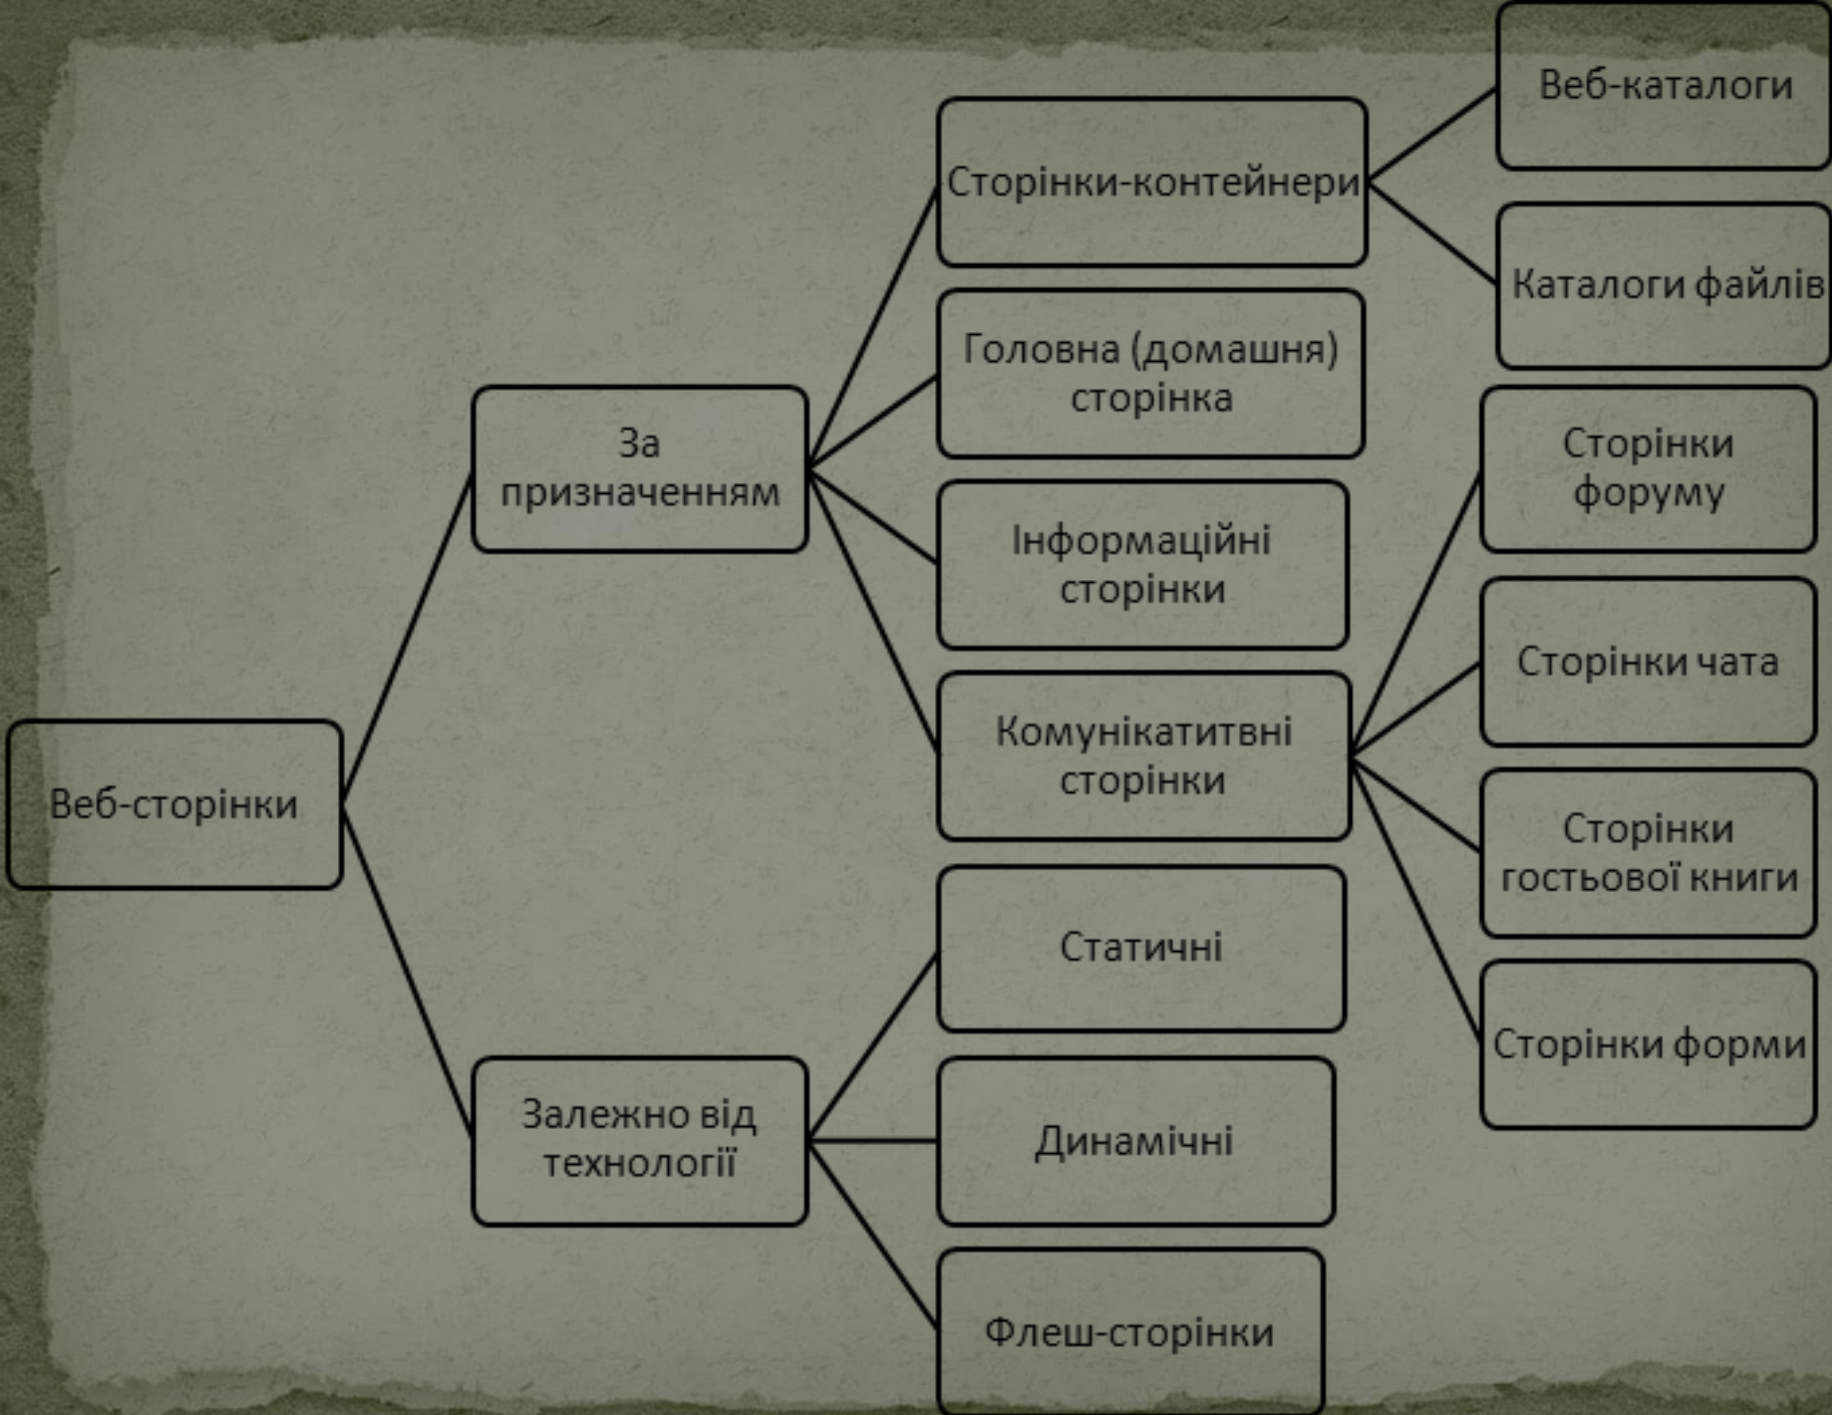 Веб-сторінки
За
призначенням
Сторінки-контейнери
Веб-каталоги
Каталоги файлів
Головна (домашня)
сторінка
Інформаційні
сторінки
Комунікатитвні
сторінки
Сторінки
форуму
Сторінки чата
Сторінки
гостьової книги
Сторінки форми
Залежно від
технології
Статичні
Динамічні
Флеш-сторінки